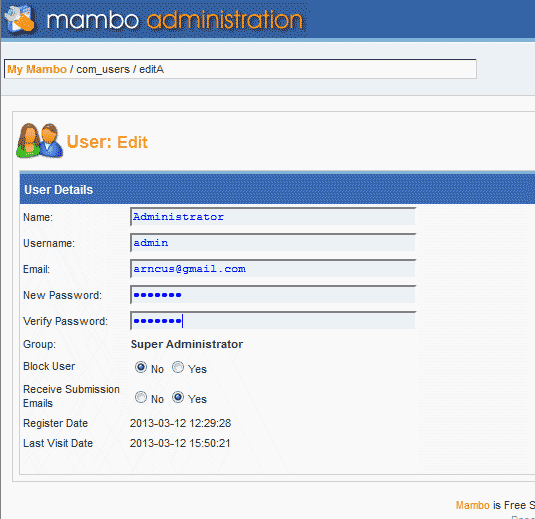 mambo administration
My Mambo / com_users / editA
User: Edit
User Details
Name: Administrator
Username: admin
Email: arncus@gmail.com
New Password: •••••••
Verify Password: •••••••
Group: Super Administrator
Block User No Yes
Receive Submission
Emails No Yes
Register Date 2013-03-12 12:29:28
Last Visit Date 2013-03-12 15:50:21
Mambo is Free S